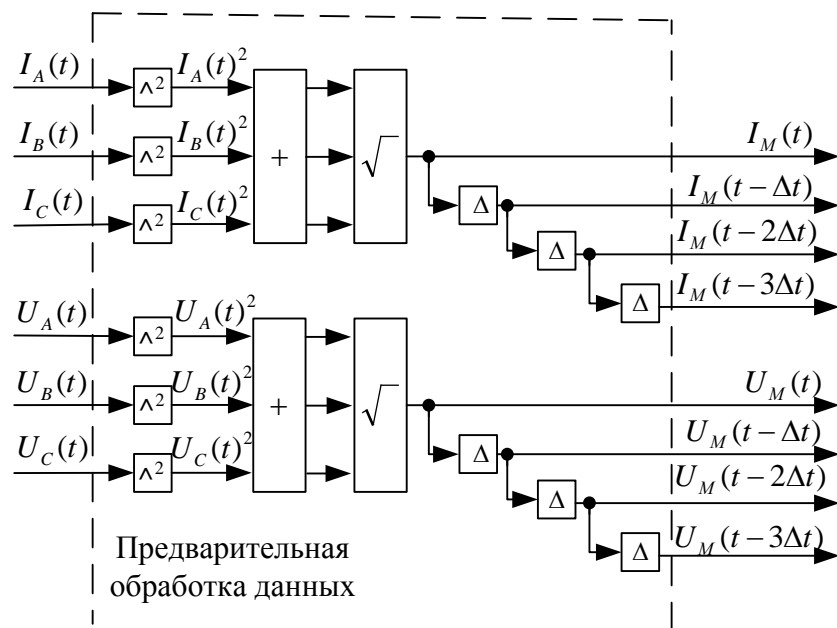 I_A(t) ^2 I_A(t)^2
I_B(t) ^2 I_B(t)^2 + √ I_M(t)
I_C(t) ^2 I_C(t)^2 Δ I_M(t − Δt)
Δ I_M(t − 2Δt)
Δ I_M(t − 3Δt)
U_A(t) ^2 U_A(t)^2
U_B(t) ^2 U_B(t)^2 + √ U_M(t)
U_C(t) ^2 U_C(t)^2 Δ U_M(t − Δt)
Δ U_M(t − 2Δt)
Δ U_M(t − 3Δt)
Предварительная
обработка данных